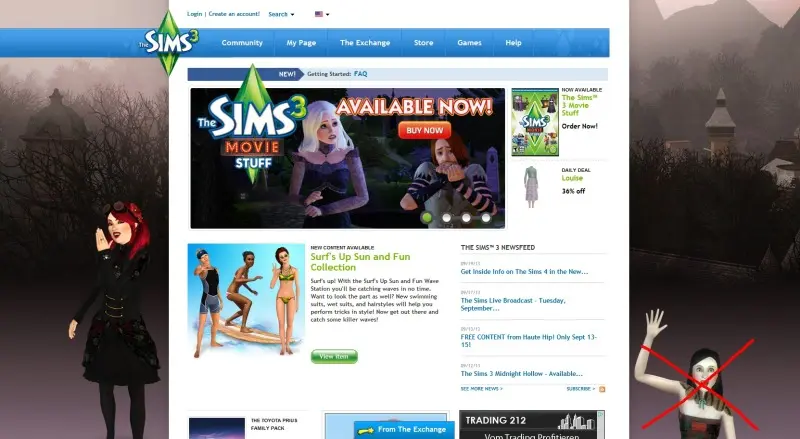 Login | Create an account! Search
The SIMS 3
Community My Page The Exchange Store Games Help
NEW! Getting Started: FAQ
The SIMS 3
MOVIE
STUFF
AVAILABLE NOW!
BUY NOW
NOW AVAILABLE
The Sims™
3 Movie
Stuff
Order Now!
The SIMS 3
MOVIE
STUFF
DAILY DEAL
Louise
36% off
NEW CONTENT AVAILABLE
Surf's Up Sun and Fun
Collection
Surf's up! With the Surf's Up Sun and Fun Wave
Station you'll be catching waves in no time.
Want to look the part as well? New swimming
suits, wet suits, and hairstyles will help you
perform tricks in style! Now get out there and
catch some killer waves!
View Item
THE SIMS™ 3 NEWSFEED
09/19/13
Get Inside Info on The Sims 4 in the New...
09/17/13
The Sims Live Broadcast - Tuesday,
September...
09/13/13
FREE CONTENT from Haute Hip! Only Sept 13-
15!
09/12/13
The Sims 3 Midnight Hollow - Available...
SEE MORE NEWS > SUBSCRIBE >
THE TOYOTA PRIUS
FAMILY PACK
From The Exchange
TRADING 212
Vom Trading Profitieren